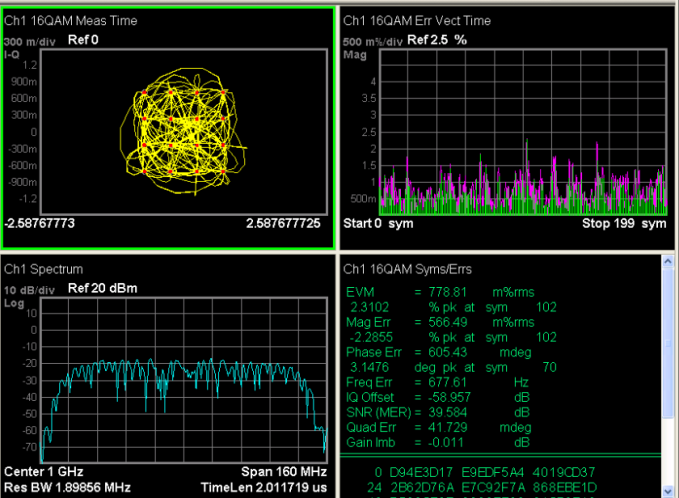 Ch1 16QAM Meas Time
300 m/div Ref 0
I-Q
1.2
900m
600m
300m
0
-300m
-600m
-900m
-1.2
-2.58767773
2.587677725
Ch1 16QAM Err Vect Time
500 m%/div Ref 2.5 %
Mag
4
3.5
3
2.5
2
1.5
1
500m
Start 0 sym
Stop 199 sym
Ch1 Spectrum
10 dB/div Ref 20 dBm
Log
10
0
-10
-20
-30
-40
-50
-60
-70
Center 1 GHz
Span 160 MHz
Res BW 1.89856 MHz
TimeLen 2.011719 us
Ch1 16QAM Syms/Errs
EVM = 778.81 m%rms
2.3102 % pk at sym 102
Mag Err = 566.49 m%rms
-2.2855 % pk at sym 102
Phase Err = 605.43 mdeg
3.1476 deg pk at sym 70
Freq Err = 677.61 Hz
IQ Offset = -58.957 dB
SNR (MER) = 39.584 dB
Quad Err = 41.729 mdeg
Gain Imb = -0.011 dB
0 D94E3D17 E9EDF5A4 4019CD37
24 2B62D76A E7C92F7A 868EBE1D